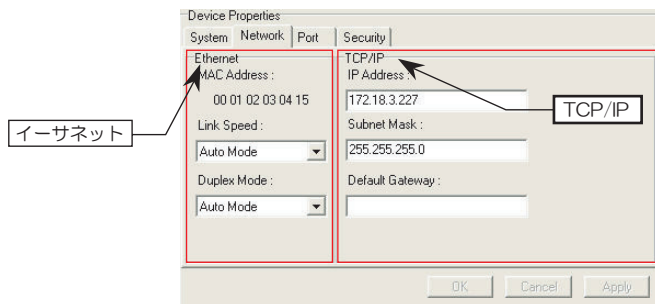 Device Properties
System Network Port Security
Ethernet
MAC Address :
00 01 02 03 04 15
Link Speed :
Auto Mode
Duplex Mode :
Auto Mode
TCP/IP
IP Address :
172.18.3.227
Subnet Mask :
255.255.255.0
Default Gateway :
イーサネット
TCP/IP
OK Cancel Apply